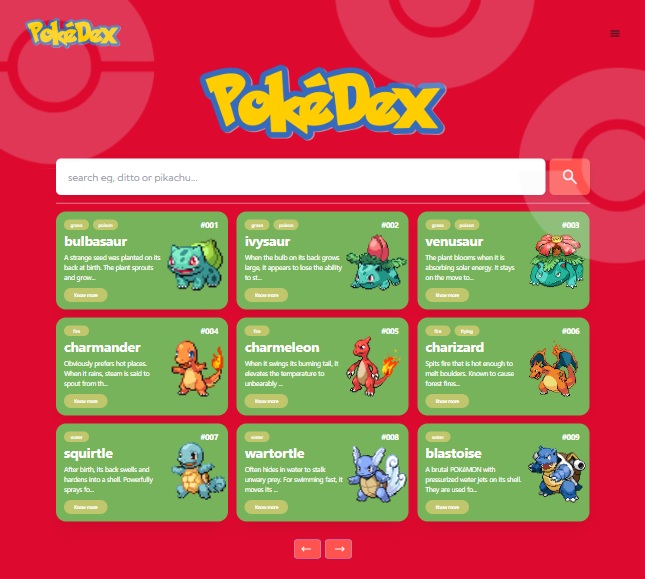 PokéDex
PokéDex
search eg, ditto or pikachu...
grass poison #001
bulbasaur
A strange seed was planted on its
back at birth. The plant sprouts
and grow...
Know more
grass poison #002
ivysaur
When the bulb on its back grows
large, it appears to lose the ability
to st...
Know more
grass poison #003
venusaur
The plant blooms when it is
absorbing solar energy. It stays
on the move to...
Know more
fire #004
charmander
Obviously prefers hot places.
When it rains, steam is said to
spout from th...
Know more
fire #005
charmeleon
When it swings its burning tail, it
elevates the temperature to
unbearably ...
Know more
fire flying #006
charizard
Spits fire that is hot enough to
melt boulders. Known to cause
forest fires...
Know more
water #007
squirtle
After birth, its back swells and
hardens into a shell. Powerfully
sprays fo...
Know more
water #008
wartortle
Often hides in water to stalk
unwary prey. For swimming fast, it
moves its ...
Know more
water #009
blastoise
A brutal POKéMON with
pressurized water jets on its shell.
They are used fo...
Know more